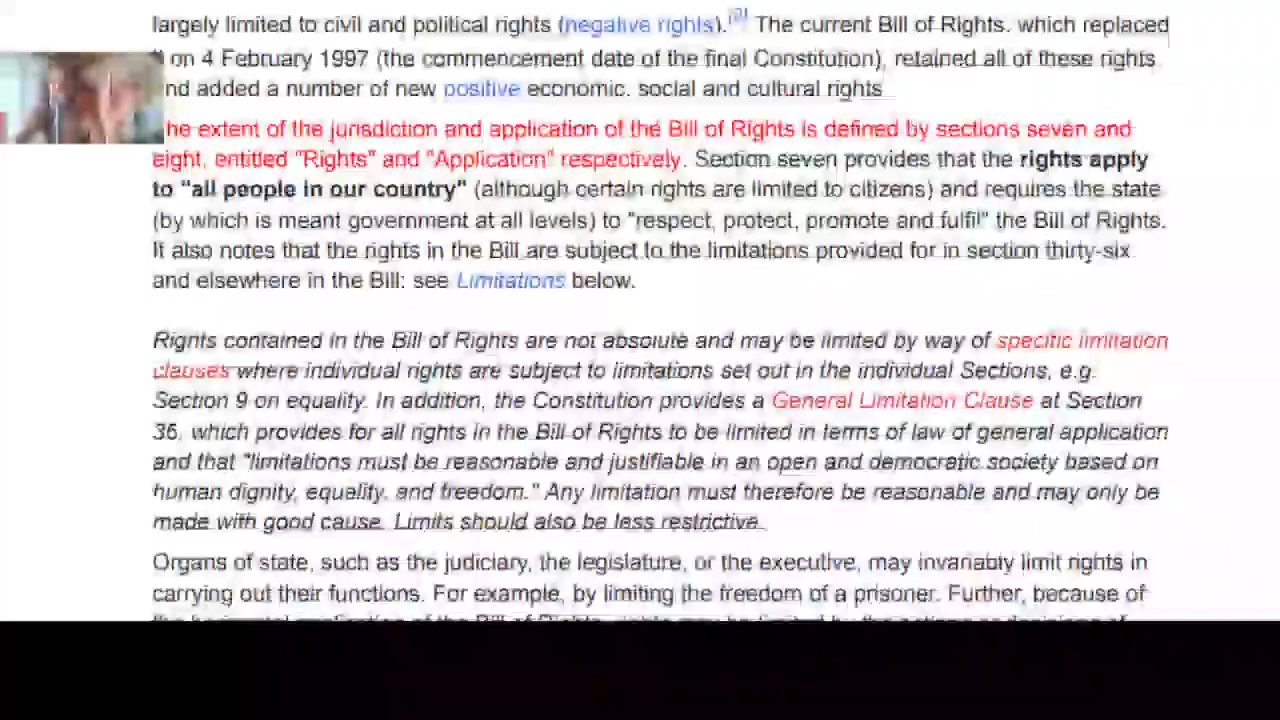 largely limited to civil and political rights (negative rights).[2] The current Bill of Rights. which replaced
on 4 February 1997 (the commencement date of the final Constitution), retained all of these rights
nd added a number of new positive economic. social and cultural rights
he extent of the jurisdiction and application of the Bill of Rights is defined by sections seven and
eight, entitled "Rights" and "Application" respectively. Section seven provides that the rights apply
to "all people in our country" (although certain rights are limited to citizens) and requires the state
(by which is meant government at all levels) to "respect, protect, promote and fulfil" the Bill of Rights.
It also notes that the rights in the Bill are subject to the limitations provided for in section thirty-six
and elsewhere in the Bill: see Limitations below.
Rights contained in the Bill of Rights are not absolute and may be limited by way of specific limitation
clauses where individual rights are subject to limitations set out in the individual Sections, e.g.
Section 9 on equality. In addition, the Constitution provides a General Limitation Clause at Section
36, which provides for all rights in the Bill of Rights to be limited in terms of law of general application
and that "limitations must be reasonable and justifiable in an open and democratic society based on
human dignity, equality, and freedom." Any limitation must therefore be reasonable and may only be
made with good cause. Limits should also be less restrictive.
Organs of state, such as the judiciary, the legislature, or the executive, may invariably limit rights in
carrying out their functions. For example, by limiting the freedom of a prisoner. Further, because of